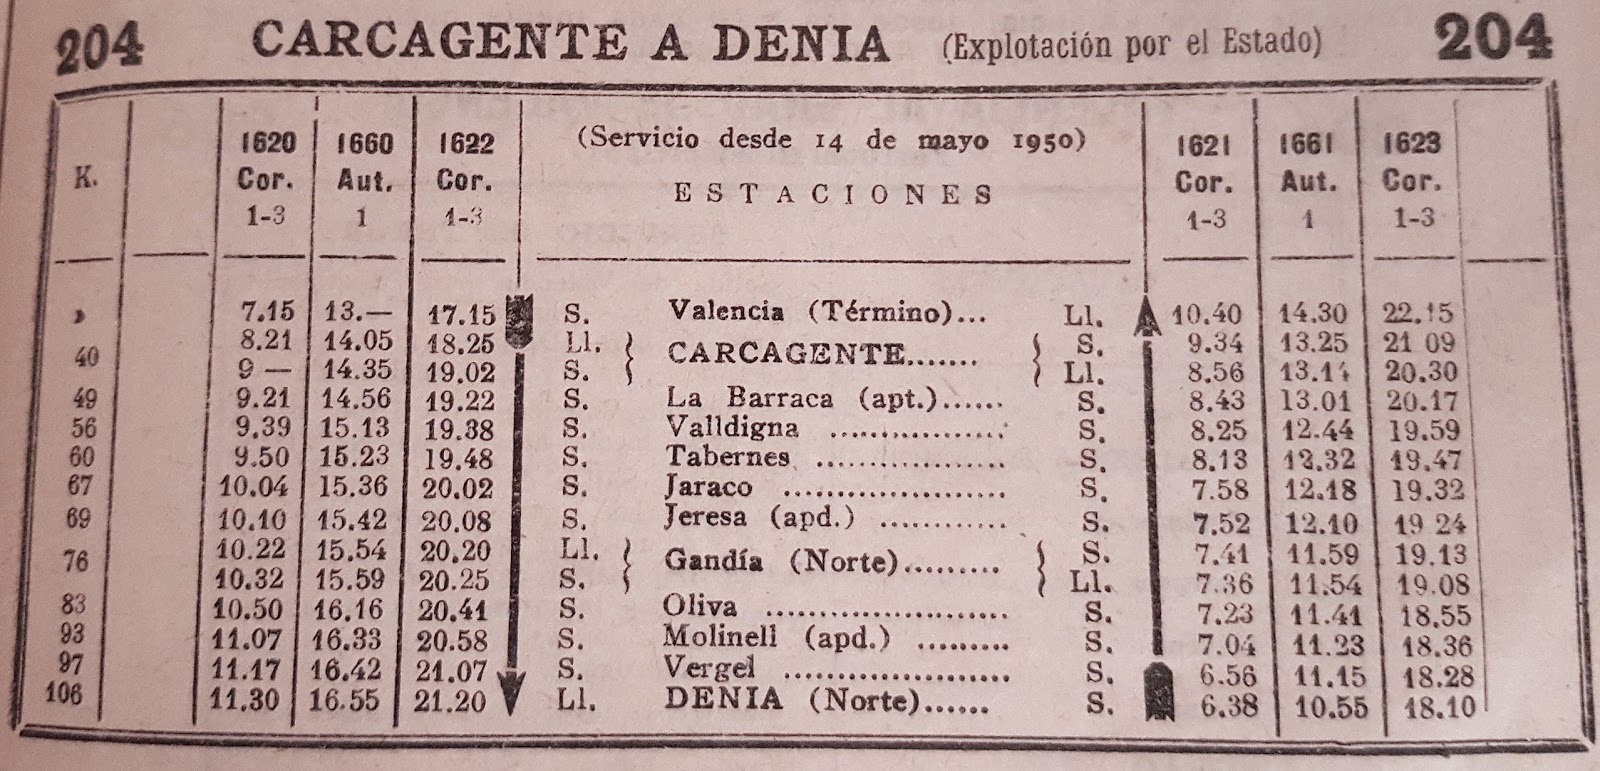 204 CARCAGENTE A DENIA (Explotación por el Estado) 204
K. 1620 1660 1622 (Servicio desde 14 de mayo 1950) 1621 1661 1623
Cor. Aut. Cor. ESTACIONES Cor. Aut. Cor.
1-3 1 1-3 1-3 1 1-3
» 7.15 13.— 17.15 S. Valencia (Término)... Ll. 10.40 14.30 22.15
8.21 14.05 18.25 Ll. S. 9.34 13.25 21 09
40 CARCAGENTE.......
9 — 14.35 19.02 S. Ll. 8.56 13.14 20.30
49 9.21 14.56 19.22 S. La Barraca (apt.)...... S. 8.43 13.01 20.17
56 9.39 15.13 19.38 S. Valldigna .................. S. 8.25 12.44 19.59
60 9.50 15.23 19.48 S. Tabernes ................... S. 8.13 12.32 19.47
67 10.04 15.36 20.02 S. Jaraco ...................... S. 7.58 12.18 19.32
69 10.10 15.42 20.08 S. Jeresa (apd.) ............. S. 7.52 12.10 19 24
10.22 15.54 20.20 Ll. S. 7.41 11.59 19.13
76 Gandía (Norte).........
10.32 15.59 20.25 S. Ll. 7.36 11.54 19.08
83 10.50 16.16 20.41 S. Oliva ........................ S. 7.23 11.41 18.55
93 11.07 16.33 20.58 S. Molinell (apd.) ......... S. 7.04 11.23 18.36
97 11.17 16.42 21.07 S. Vergel ...................... S. 6.56 11.15 18.28
106 11.30 16.55 21.20 Ll. DENIA (Norte)...... S. 6.38 10.55 18.10